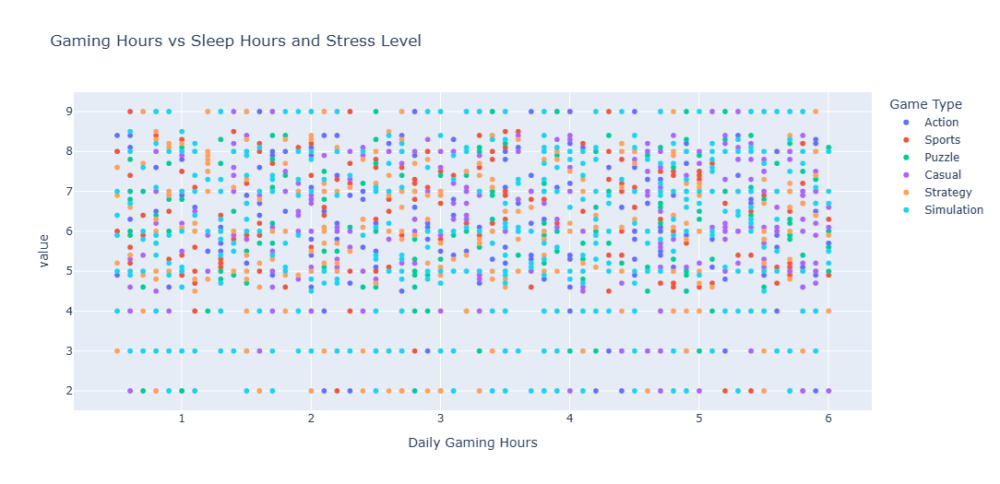 Gaming Hours vs Sleep Hours and Stress Level
Game Type
Action
Sports
Puzzle
Casual
Strategy
Simulation
value
9
8
7
6
5
4
3
2
1 2 3 4 5 6
Daily Gaming Hours